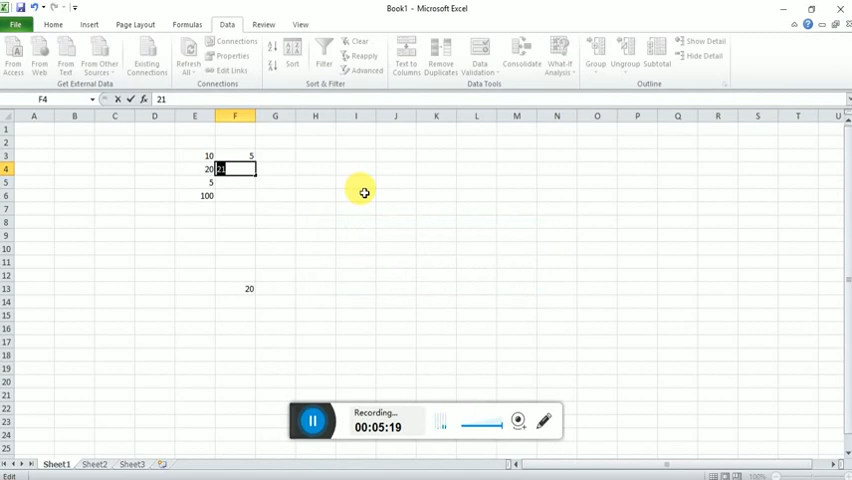 Book1 - Microsoft Excel
File Home Insert Page Layout Formulas Data Review View
From Access
From Web
From Text
From Other Sources
Existing Connections
Get External Data
Refresh All
Connections
Properties
Edit Links
Connections
Sort
Filter
Clear
Reapply
Advanced
Sort & Filter
Text to Columns
Remove Duplicates
Data Validation
Consolidate
What-If Analysis
Data Tools
Group
Ungroup
Subtotal
Show Detail
Hide Detail
Outline
F4 fx 21
A B C D E F G H I J K L M N O P Q R S T U
1
2
3 10 5
4 20 21
5 5
6 100
7
8
9
10
11
12
13 20
14
15
16
17
18
19
20
21
22
23
24
25
Recording...
00:05:19
Sheet1 Sheet2 Sheet3
Edit 100%